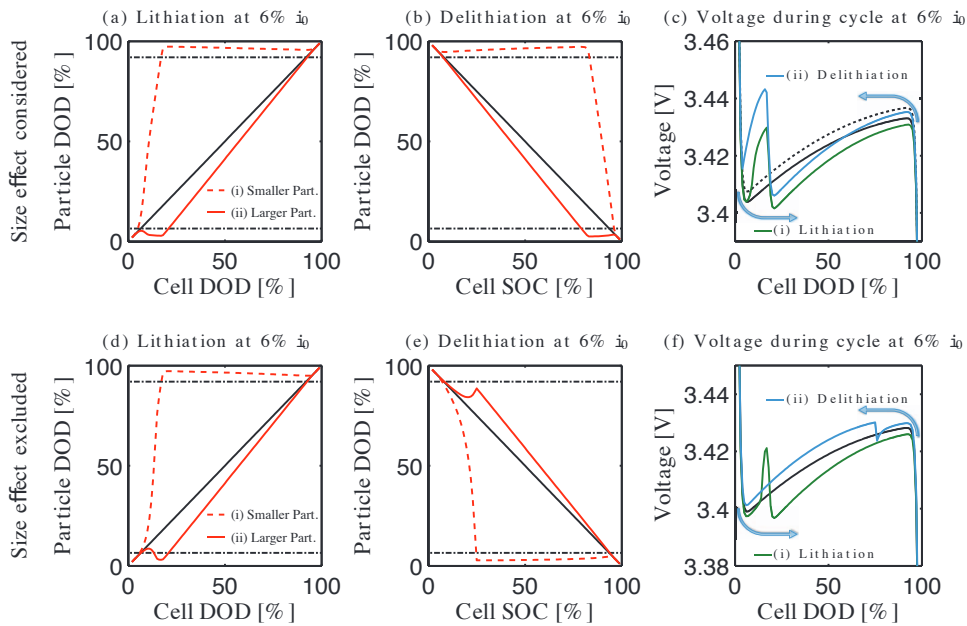 (a) Lithiation at 6% i₀
(b) Delithiation at 6% i₀
(c) Voltage during cycle at 6% i₀
Size effect considered
Particle DOD [%]
100
50
0
0 50 100
Cell DOD [%]
(i) Smaller Part.
(ii) Larger Part.
Particle DOD [%]
100
50
0
0 50 100
Cell SOC [%]
Voltage [V]
3.46
3.44
3.42
3.4
0 50 100
Cell DOD [%]
(ii) Delithiation
(i) Lithiation
(d) Lithiation at 6% i₀
(e) Delithiation at 6% i₀
(f) Voltage during cycle at 6% i₀
Size effect excluded
Particle DOD [%]
100
50
0
0 50 100
Cell DOD [%]
(i) Smaller Part.
(ii) Larger Part.
Particle DOD [%]
100
50
0
0 50 100
Cell SOC [%]
Voltage [V]
3.44
3.42
3.4
3.38
0 50 100
Cell DOD [%]
(ii) Delithiation
(i) Lithiation